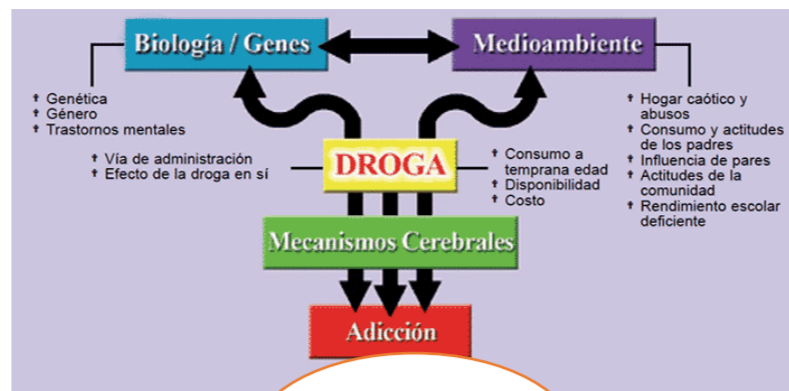 Biología / Genes
Medioambiente
✝ Genética
✝ Género
✝ Trastornos mentales
✝ Hogar caótico y
abusos
✝ Consumo y actitudes
de los padres
✝ Influencia de pares
✝ Actitudes de la
comunidad
✝ Rendimiento escolar
deficiente
✝ Vía de administración
✝ Efecto de la droga en sí
DROGA
✝ Consumo a
temprana edad
✝ Disponibilidad
✝ Costo
Mecanismos Cerebrales
Adicción